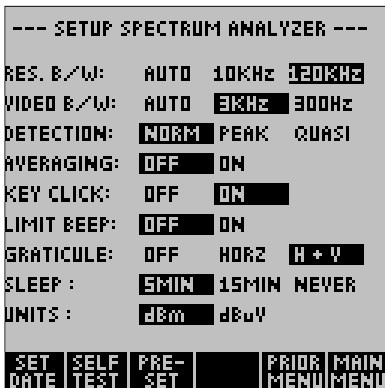 --- SETUP SPECTRUM ANALYZER ---
RES. B/W: AUTO 10KHz 120KHz
VIDEO B/W: AUTO 3KHz 300Hz
DETECTION: NORM PEAK QUASI
AVERAGING: OFF ON
KEY CLICK: OFF ON
LIMIT BEEP: OFF ON
GRATICULE: OFF HORZ H + V
SLEEP : 5MIN 15MIN NEVER
UNITS : dBm dBuV
SET SELF PRE- PRIOR MAIN
DATE TEST SET MENU MENU